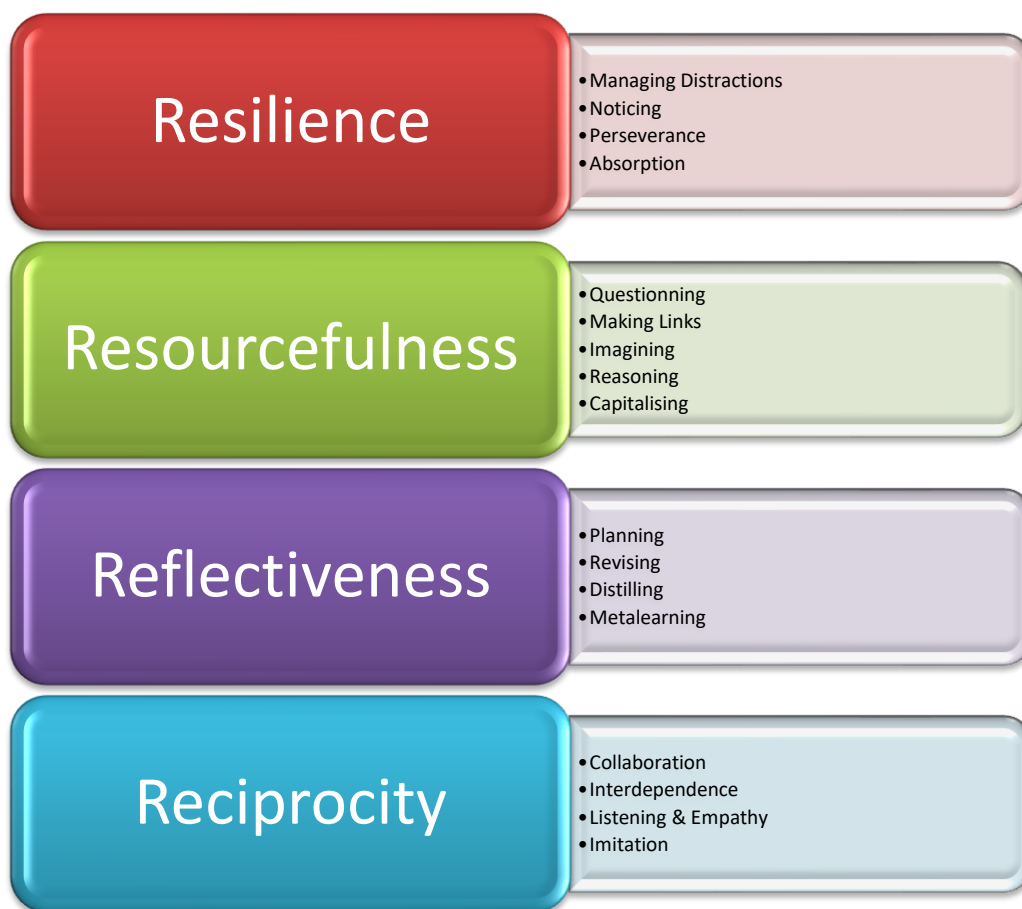 Resilience
•Managing Distractions
•Noticing
•Perseverance
•Absorption
Resourcefulness
•Questionning
•Making Links
•Imagining
•Reasoning
•Capitalising
Reflectiveness
•Planning
•Revising
•Distilling
•Metalearning
Reciprocity
•Collaboration
•Interdependence
•Listening & Empathy
•Imitation